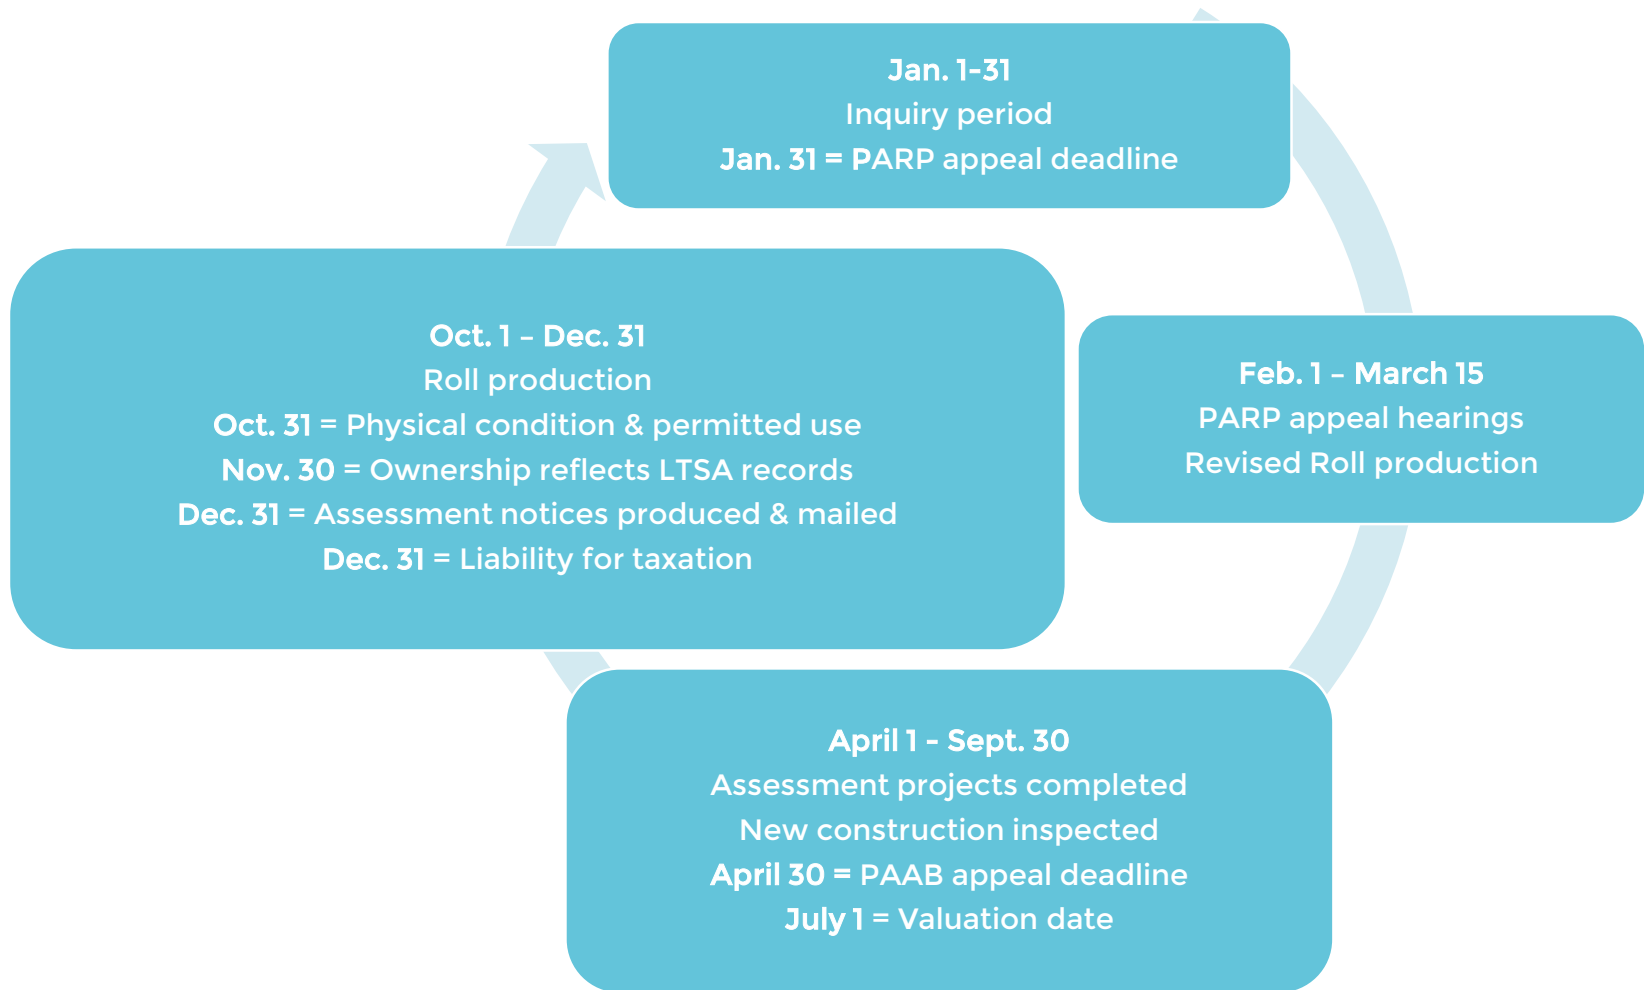 Jan. 1-31
Inquiry period
Jan. 31 = PARP appeal deadline
Feb. 1 – March 15
PARP appeal hearings
Revised Roll production
April 1 - Sept. 30
Assessment projects completed
New construction inspected
April 30 = PAAB appeal deadline
July 1 = Valuation date
Oct. 1 – Dec. 31
Roll production
Oct. 31 = Physical condition & permitted use
Nov. 30 = Ownership reflects LTSA records
Dec. 31 = Assessment notices produced & mailed
Dec. 31 = Liability for taxation